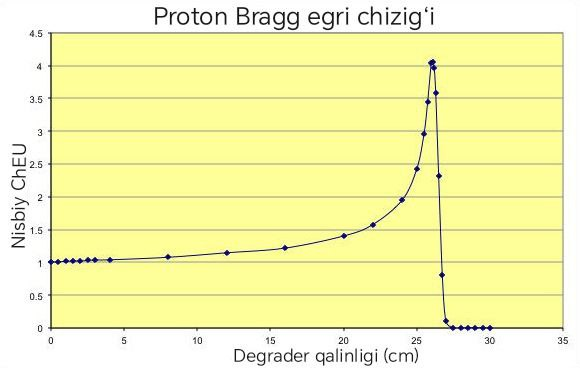 Proton Bragg egri chizig‘i
4.5
4
3.5
3
2.5
2
1.5
1
0.5
0
Nisbiy ChEU
0 5 10 15 20 25 30 35
Degrader qalinligi (cm)